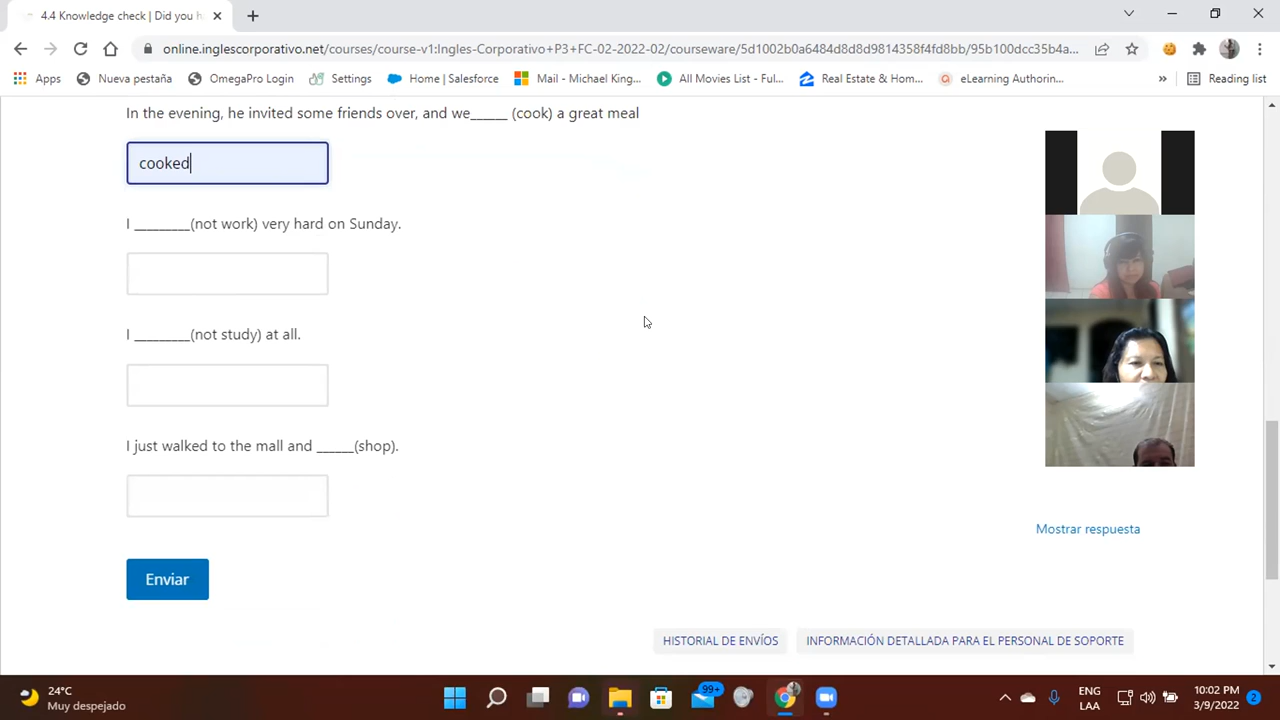 4.4 Knowledge check | Did you h
online.inglescorporativo.net/courses/course-v1:Ingles-Corporativo+P3+FC-02-2022-02/courseware/5d1002b0a6484d8d8d9814358f4fd8bb/95b100dcc35b4a...
Apps
Nueva pestaña
OmegaPro Login
Settings
Home | Salesforce
Mail - Michael King...
All Movies List - Ful...
Real Estate & Hom...
eLearning Authorin...
»
Reading list
In the evening, he invited some friends over, and we______ (cook) a great meal
cooked
I _________(not work) very hard on Sunday.
I _________(not study) at all.
I just walked to the mall and ______(shop).
Mostrar respuesta
Enviar
HISTORIAL DE ENVÍOS
INFORMACIÓN DETALLADA PARA EL PERSONAL DE SOPORTE
24°C
Muy despejado
99+
ENG
LAA
10:02 PM
3/9/2022
2